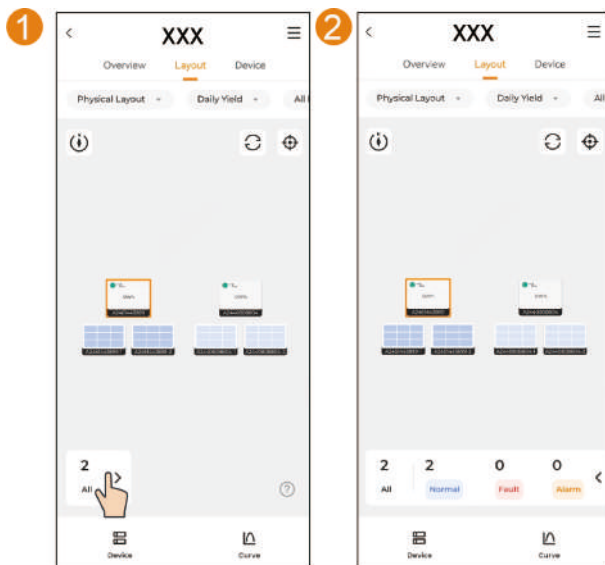 1
XXX
Overview Layout Device
Physical Layout Daily Yield All
2
All
Device Curve
2
XXX
Overview Layout Device
Physical Layout Daily Yield All
2 2 0 0
All Normal Fault Alarm
Device Curve